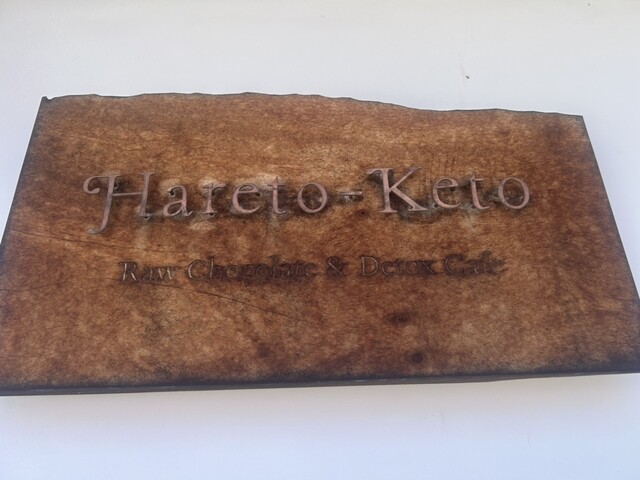 Hareto-Keto
Raw Chocolate & Detox Cafe